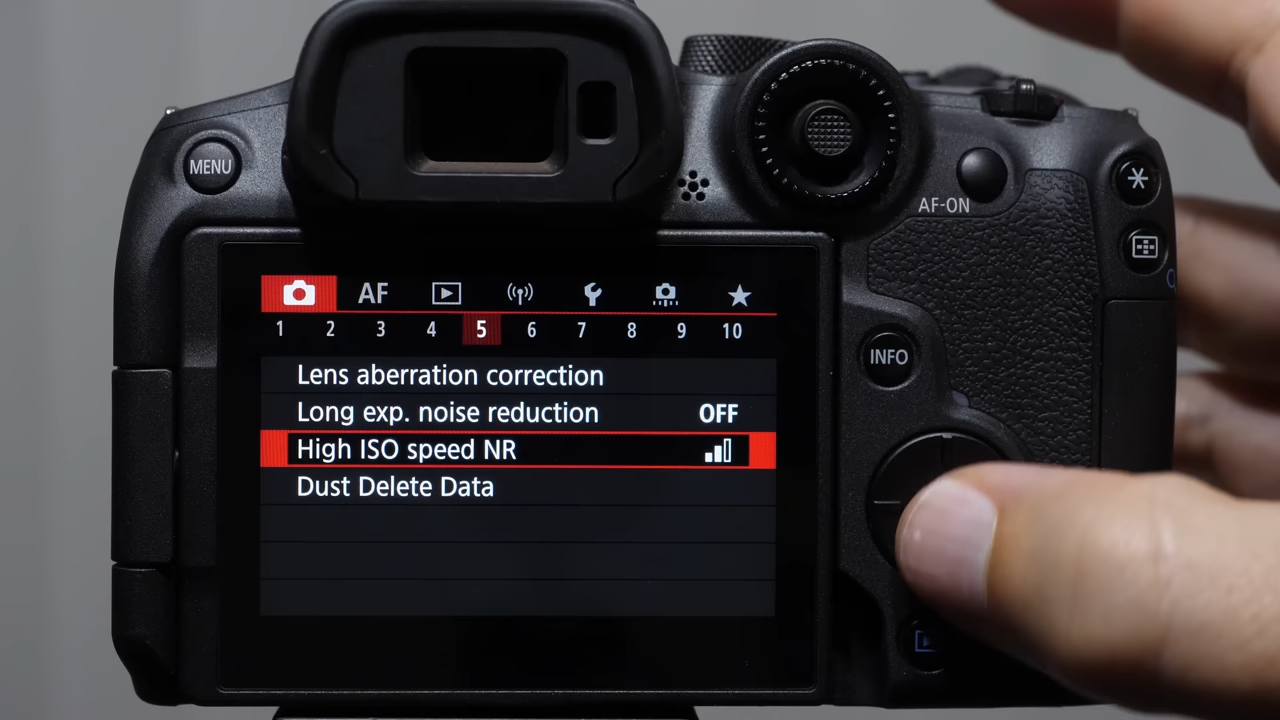 MENU
AF-ON
INFO
AF
1 2 3 4 5 6 7 8 9 10
Lens aberration correction
Long exp. noise reduction OFF
High ISO speed NR
Dust Delete Data